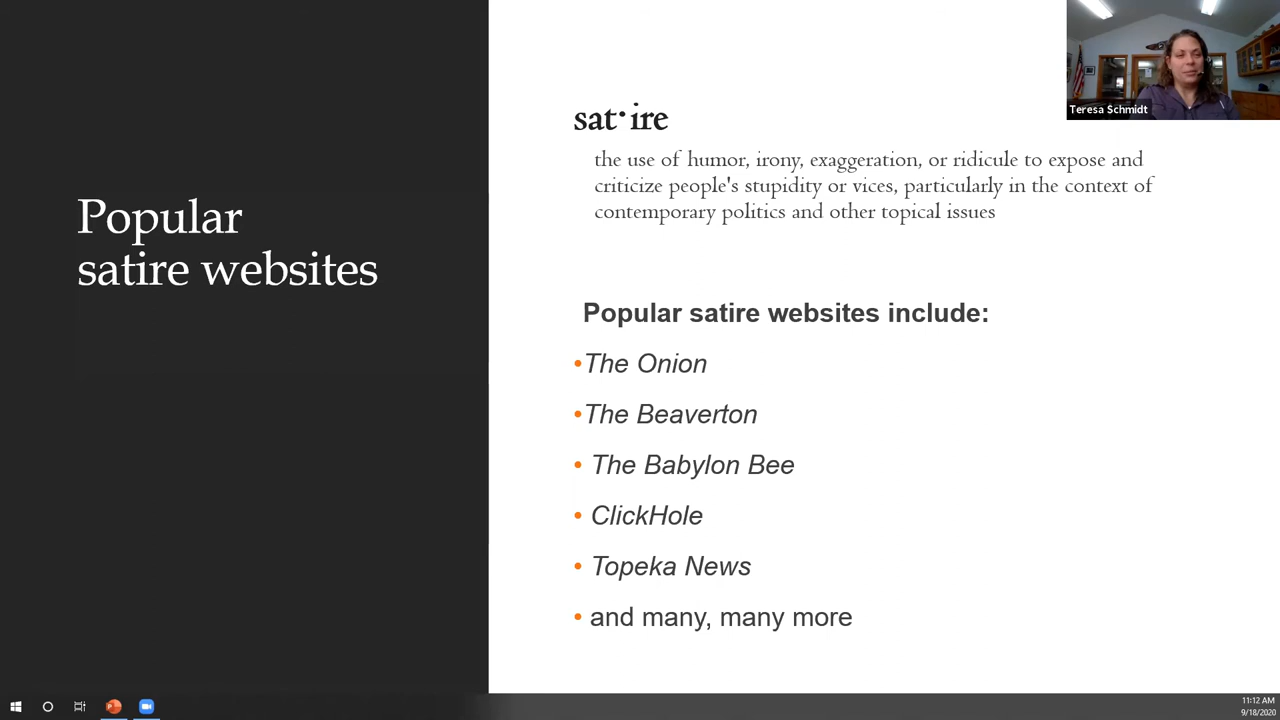 Popular
satire websites
sat·ire
the use of humor, irony, exaggeration, or ridicule to expose and
criticize people's stupidity or vices, particularly in the context of
contemporary politics and other topical issues
Popular satire websites include:
•The Onion
•The Beaverton
• The Babylon Bee
• ClickHole
• Topeka News
• and many, many more
Teresa Schmidt
11:12 AM
9/18/2020